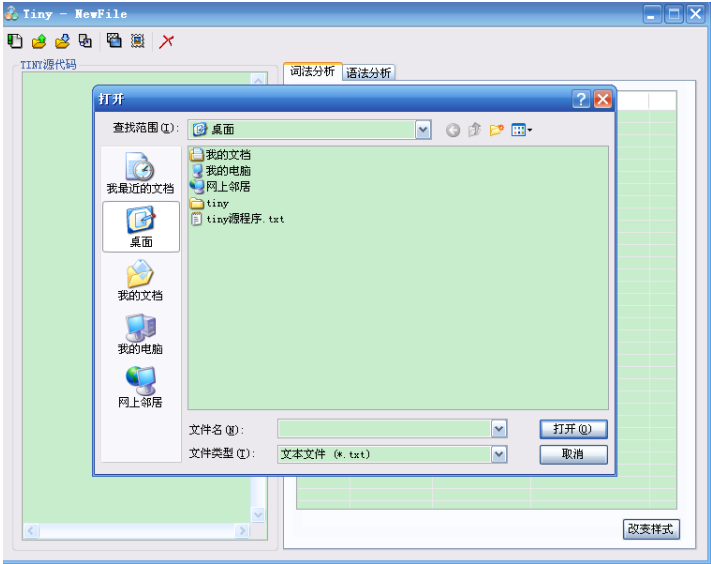 Tiny - NewFile
TINY源代码
词法分析 语法分析
打开
查找范围(I):
桌面
我最近的文档
桌面
我的文档
我的电脑
网上邻居
我的文档
我的电脑
网上邻居
tiny
tiny源程序.txt
文件名(N):
打开(O)
文件类型(T):
文本文件 (*.txt)
取消
改变样式